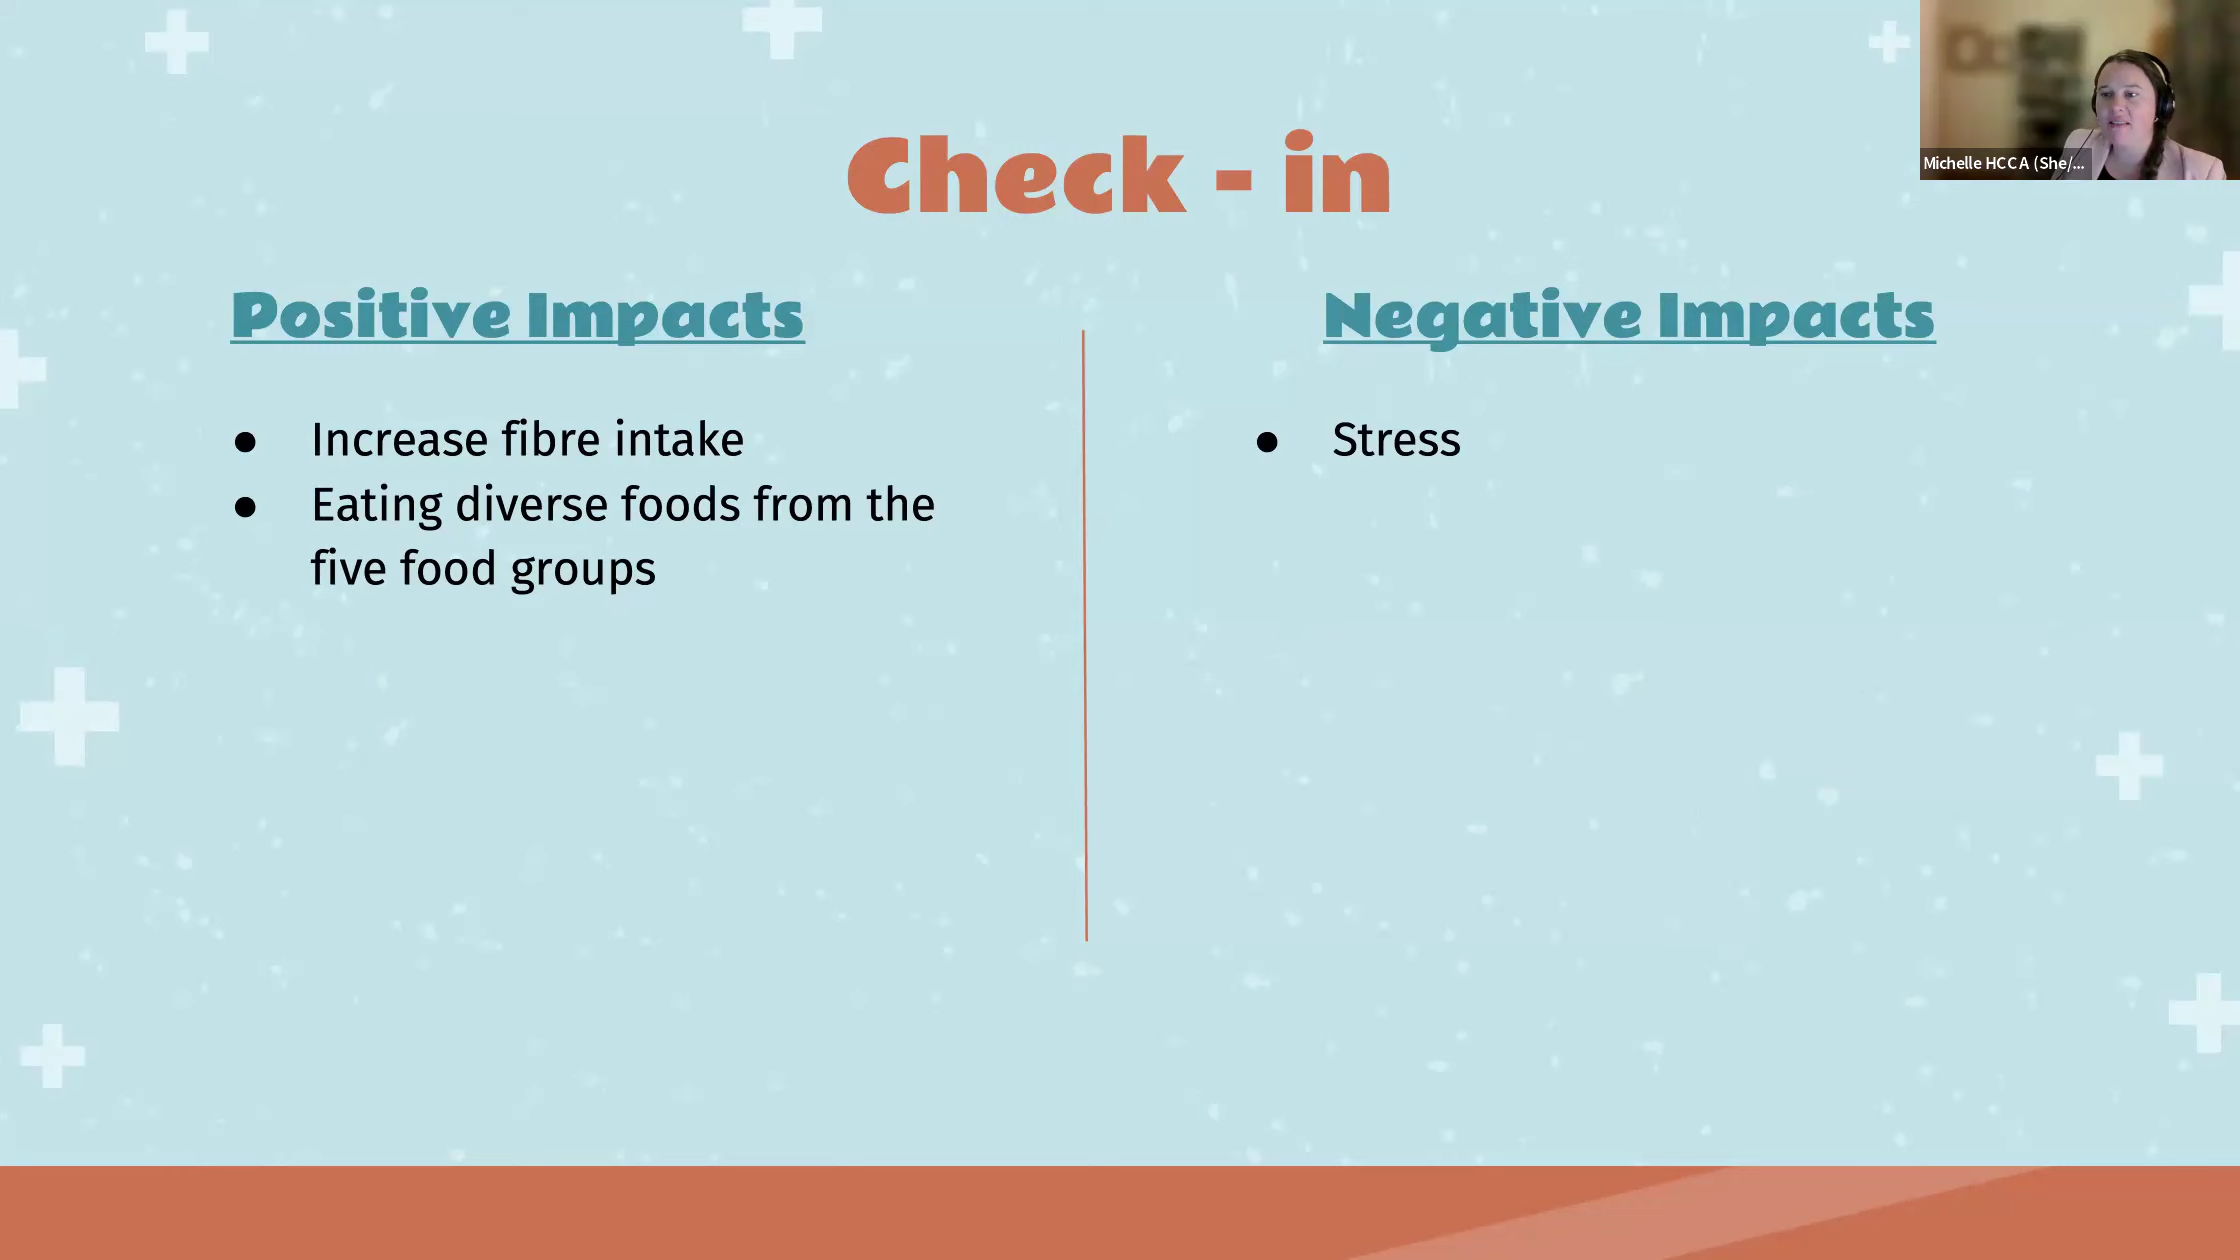 Check - in
Michelle HCCA (She/...
Positive Impacts
● Increase fibre intake
● Eating diverse foods from the
five food groups
Negative Impacts
● Stress